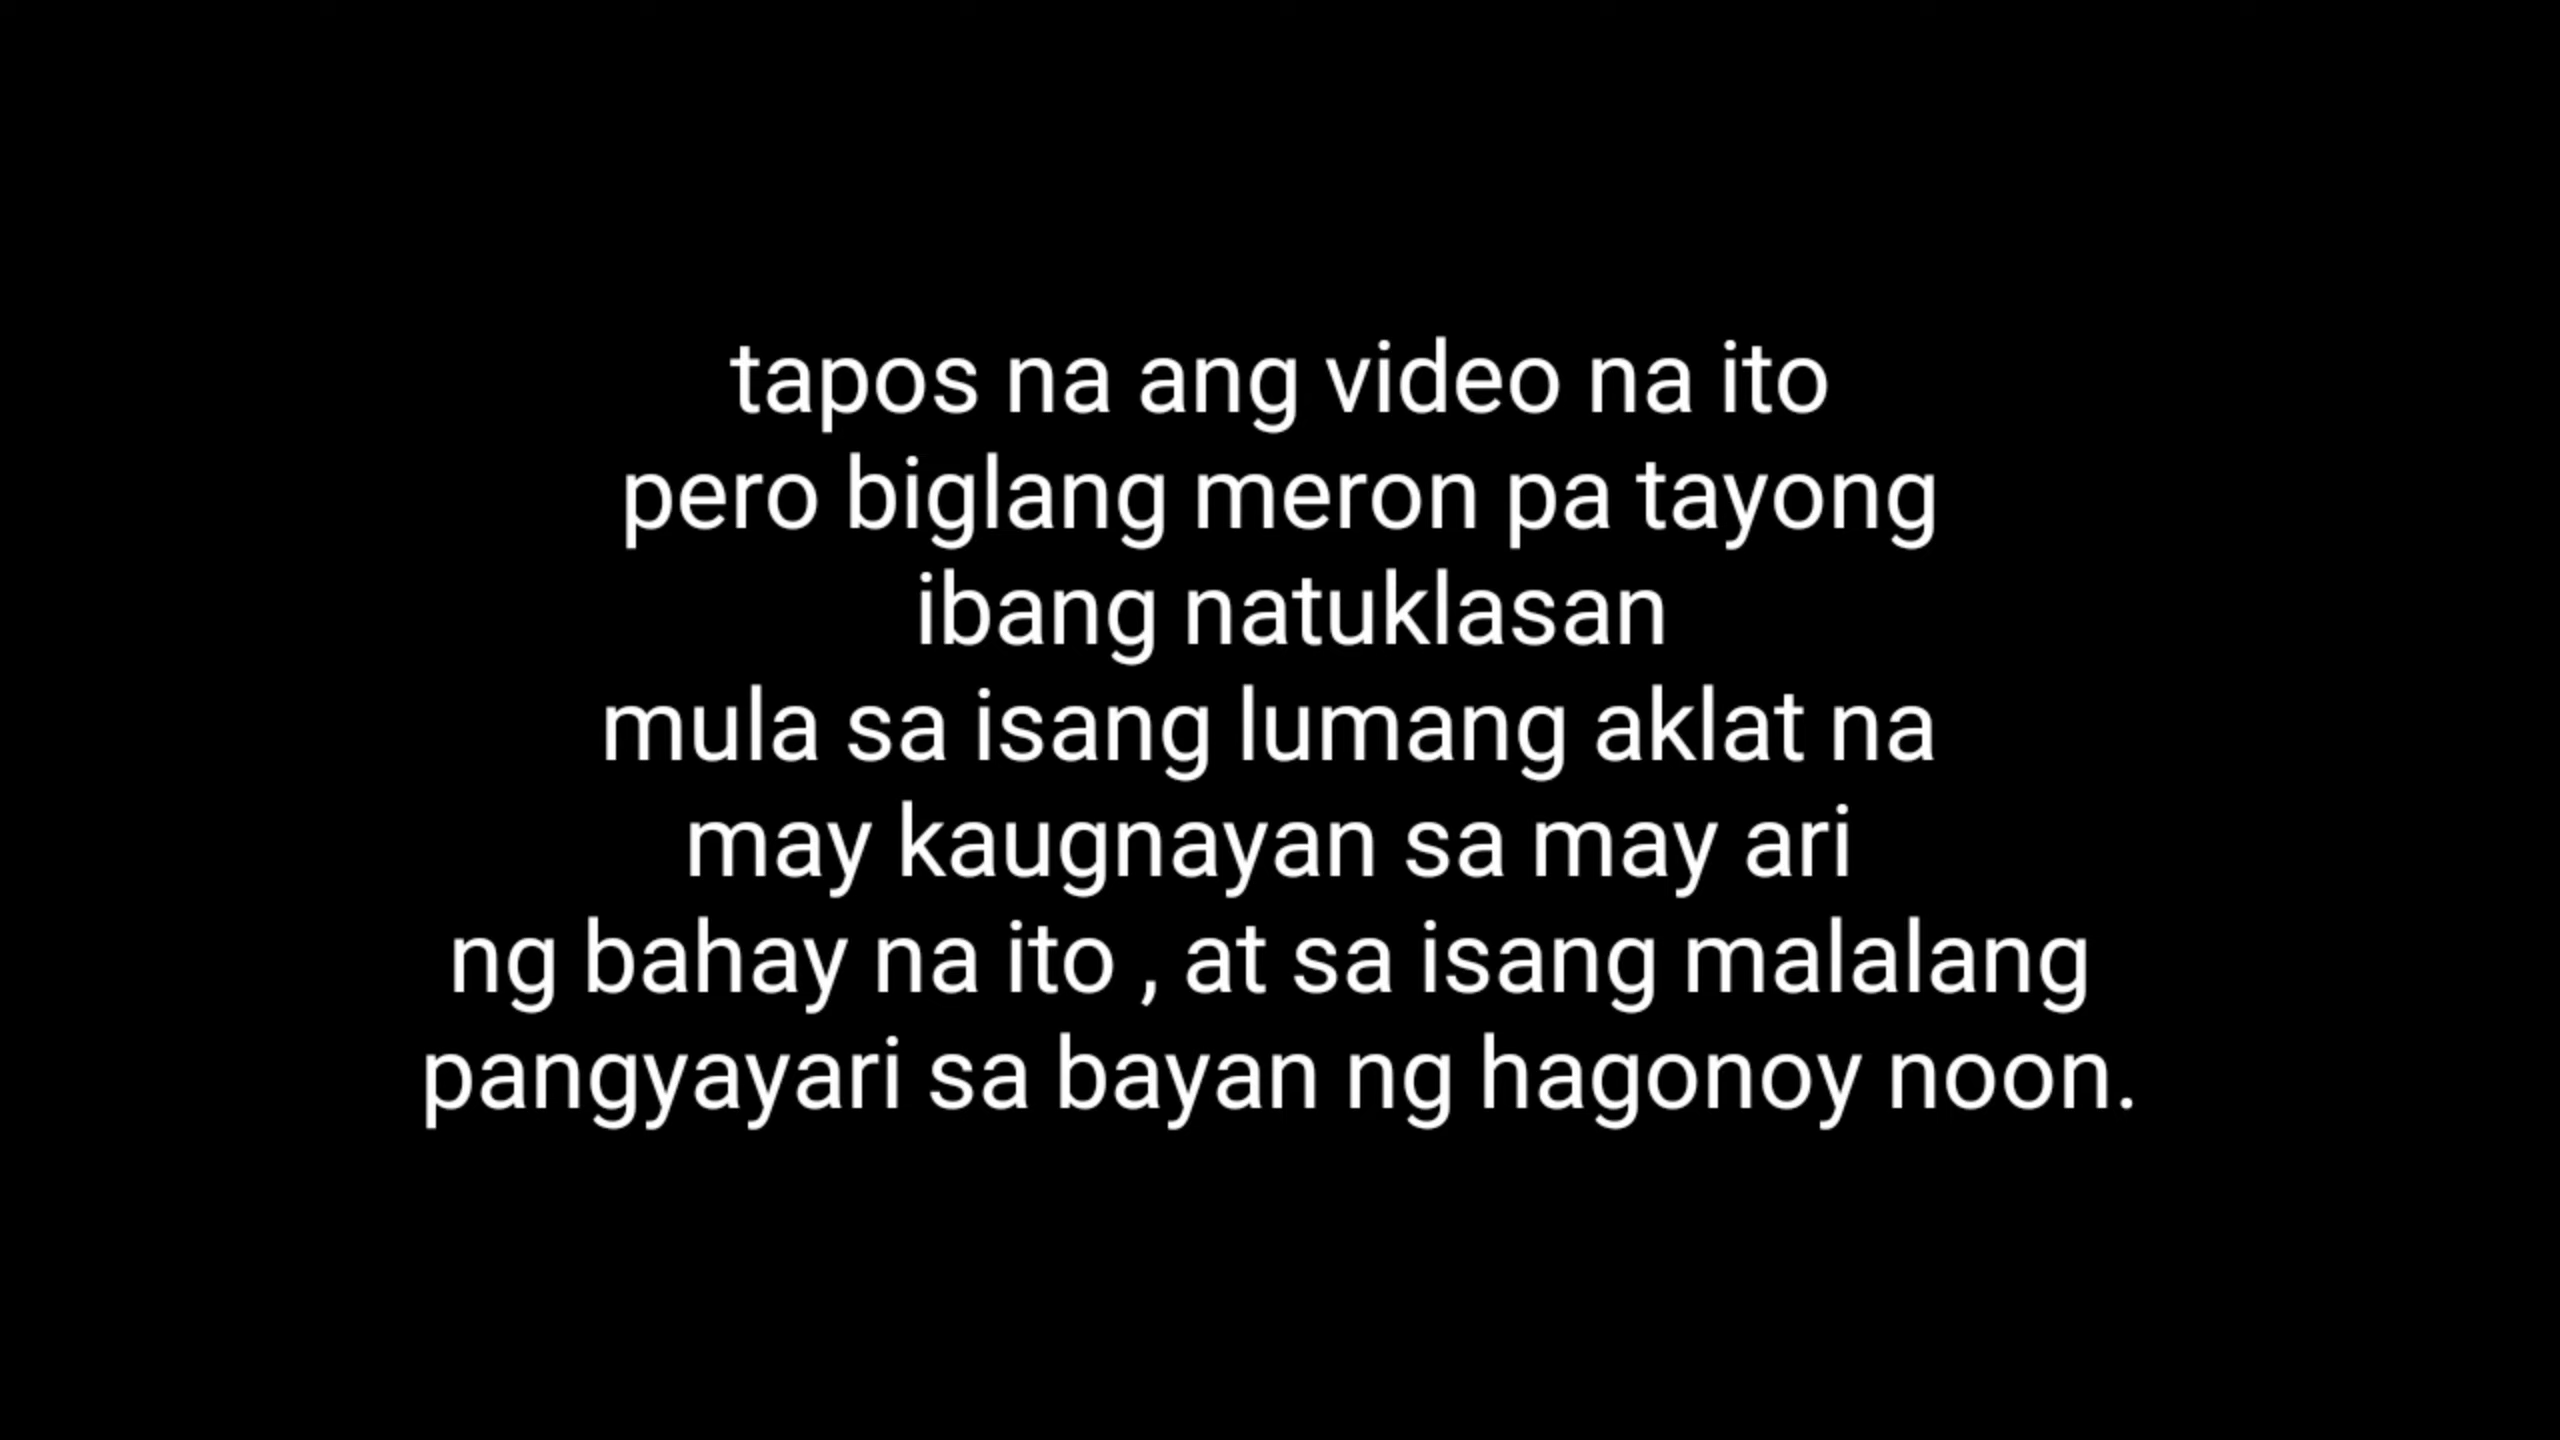 tapos na ang video na ito
pero biglang meron pa tayong
ibang natuklasan
mula sa isang lumang aklat na
may kaugnayan sa may ari
ng bahay na ito , at sa isang malalang
pangyayari sa bayan ng hagonoy noon.